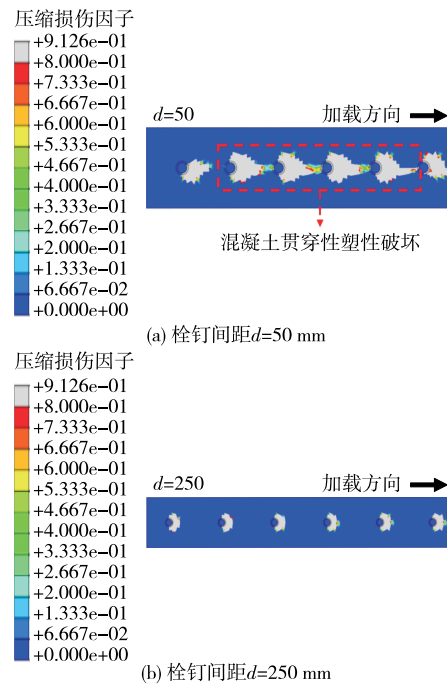 压缩损伤因子
+9.126e−01
+8.000e−01
+7.333e−01
+6.667e−01
+6.000e−01
+5.333e−01
+4.667e−01
+4.000e−01
+3.333e−01
+2.667e−01
+2.000e−01
+1.333e−01
+6.667e−02
+0.000e+00
d=50
加载方向
混凝土贯穿性塑性破坏
(a) 栓钉间距d=50 mm
压缩损伤因子
+9.126e−01
+8.000e−01
+7.333e−01
+6.667e−01
+6.000e−01
+5.333e−01
+4.667e−01
+4.000e−01
+3.333e−01
+2.667e−01
+2.000e−01
+1.333e−01
+6.667e−02
+0.000e+00
d=250
加载方向
(b) 栓钉间距d=250 mm